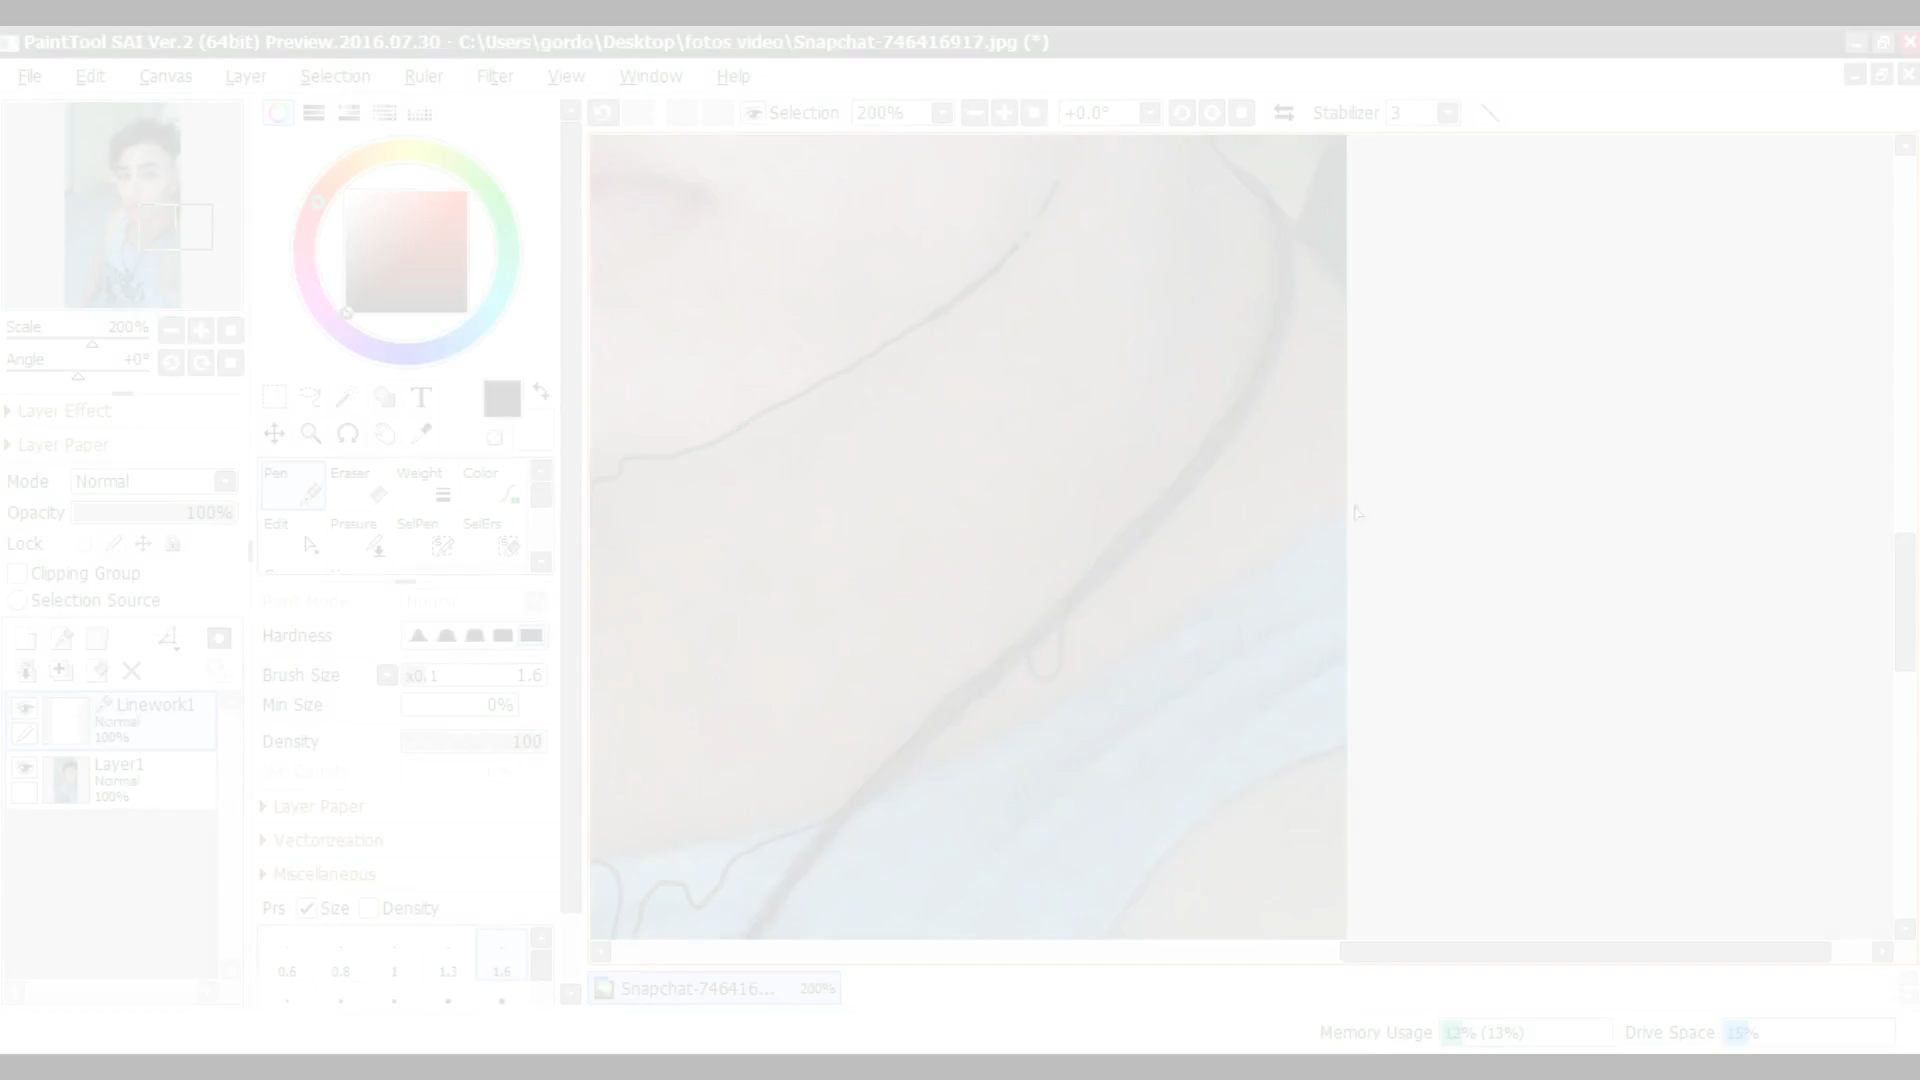 PaintTool SAI Ver.2 (64bit) Preview.2016.07.30 - C:\Users\gordo\Desktop\fotos video\Snapchat-746416917.jpg (*)
File Edit Canvas Layer Selection Ruler Filter View Window Help
Selection 200% +0.0° Stabilizer 3
Scale 200%
Angle +0°
Layer Effect
Layer Paper
Mode Normal
Opacity 100%
Lock
Clipping Group
Selection Source
Linework1
Normal
100%
Layer1
Normal
100%
T
Pen Eraser Weight Color
Edit Prssure SelPen SelErs
Hardness
Brush Size x0.1 1.6
Min Size 0%
Density 100
Layer Paper
Vectorization
Miscellaneous
Prs Size Density
0.6 0.8 1 1.3 1.6
Snapchat-746416... 200%
Memory Usage 12% (13%) Drive Space 15%